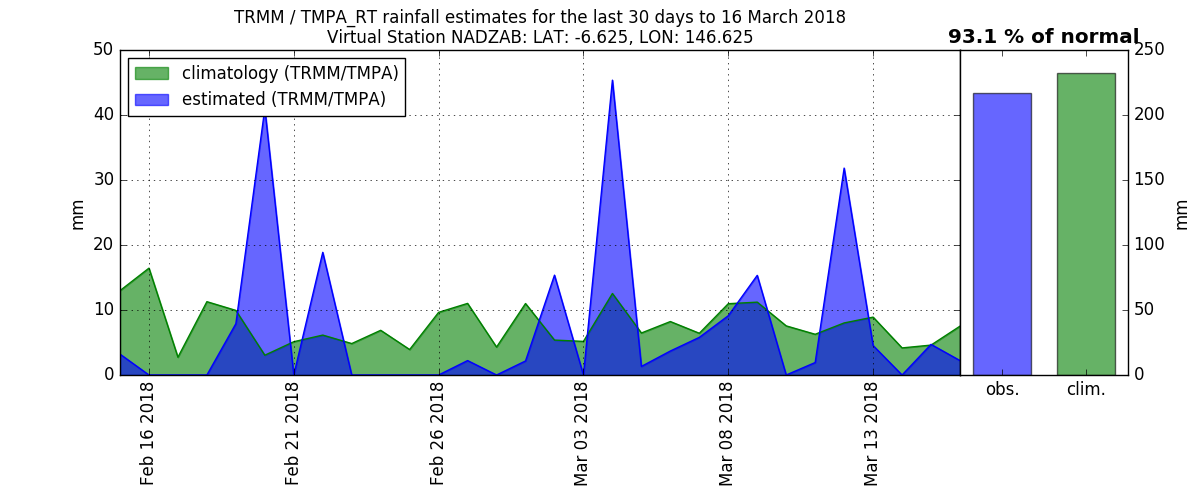 TRMM / TMPA_RT rainfall estimates for the last 30 days to 16 March 2018
Virtual Station NADZAB: LAT: -6.625, LON: 146.625
93.1 % of normal
climatology (TRMM/TMPA)
estimated (TRMM/TMPA)
50
40
30
20
10
0
mm
Feb 16 2018
Feb 21 2018
Feb 26 2018
Mar 03 2018
Mar 08 2018
Mar 13 2018
obs.
clim.
250
200
150
100
50
0
mm